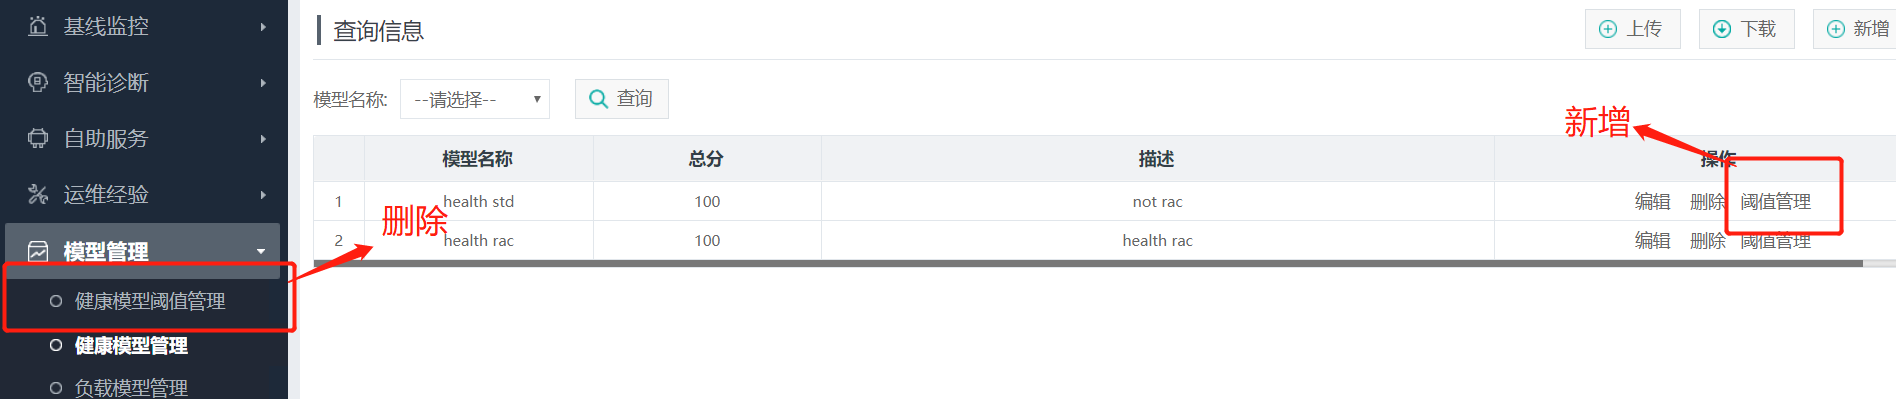 基线监控
智能诊断
自助服务
运维经验
模型管理
健康模型阈值管理
健康模型管理
负载模型管理
查询信息
上传 下载 新增
模型名称: --请选择-- 查询
新增
模型名称 总分 描述 操作
1 health std 100 not rac 编辑 删除 阈值管理
删除
2 health rac 100 health rac 编辑 删除 阈值管理